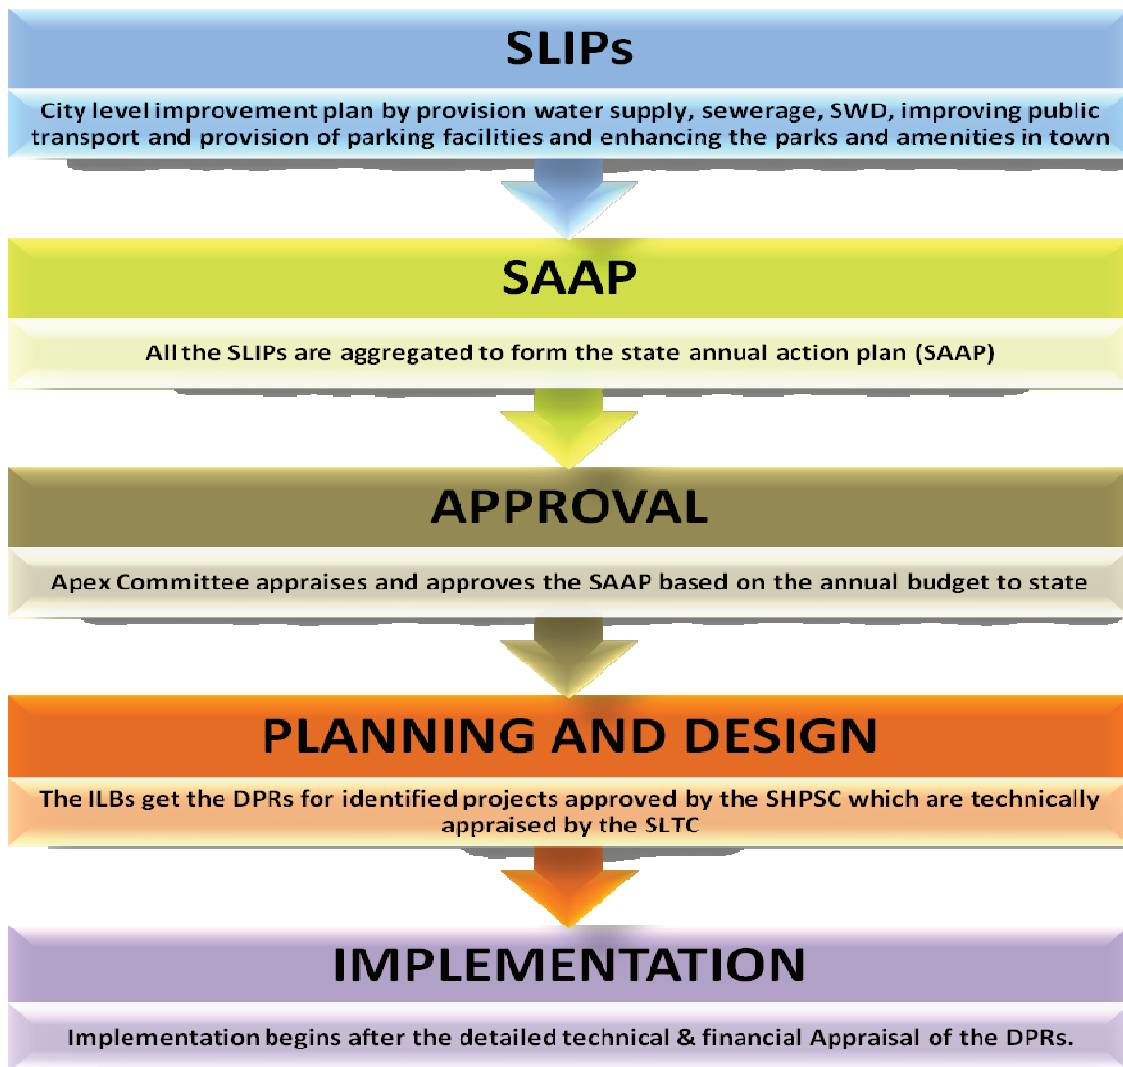 SLIPs
City level improvement plan by provision water supply, sewerage, SWD, improving public
transport and provision of parking facilities and enhancing the parks and amenities in town
SAAP
All the SLIPs are aggregated to form the state annual action plan (SAAP)
APPROVAL
Apex Committee appraises and approves the SAAP based on the annual budget to state
PLANNING AND DESIGN
The ILBs get the DPRs for identified projects approved by the SHPSC which are technically
appraised by the SLTC
IMPLEMENTATION
Implementation begins after the detailed technical & financial Appraisal of the DPRs.